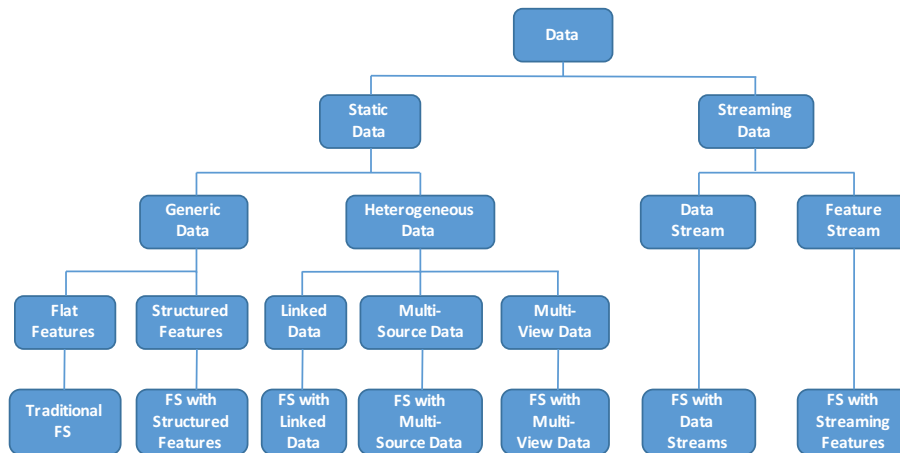 Data
Static
Data
Streaming
Data
Generic
Data
Heterogeneous
Data
Data
Stream
Feature
Stream
Flat
Features
Structured
Features
Linked
Data
Multi-
Source Data
Multi-
View Data
Traditional
FS
FS with
Structured
Features
FS with
Linked
Data
FS with
Multi-
Source Data
FS with
Multi-
View Data
FS with
Data
Streams
FS with
Streaming
Features